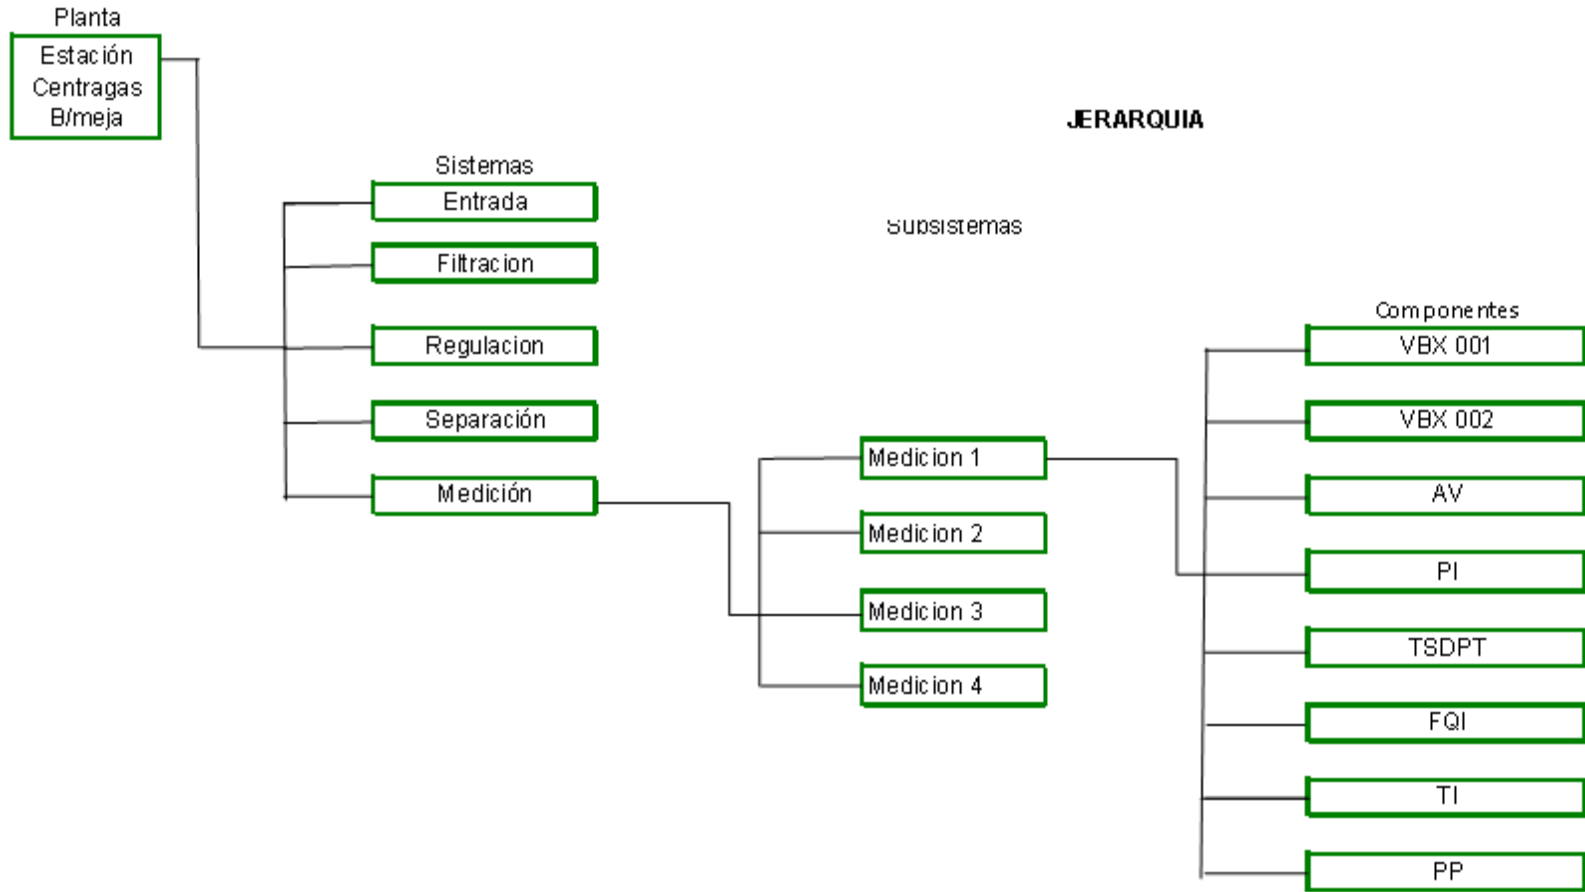 Planta
Estación
Centragas
B/meja
JERARQUIA
Sistemas
Entrada
Filtracion
Regulacion
Separación
Medición
Subsistemas
Medicion 1
Medicion 2
Medicion 3
Medicion 4
Componentes
VBX 001
VBX 002
AV
PI
TSDPT
FQI
TI
PP